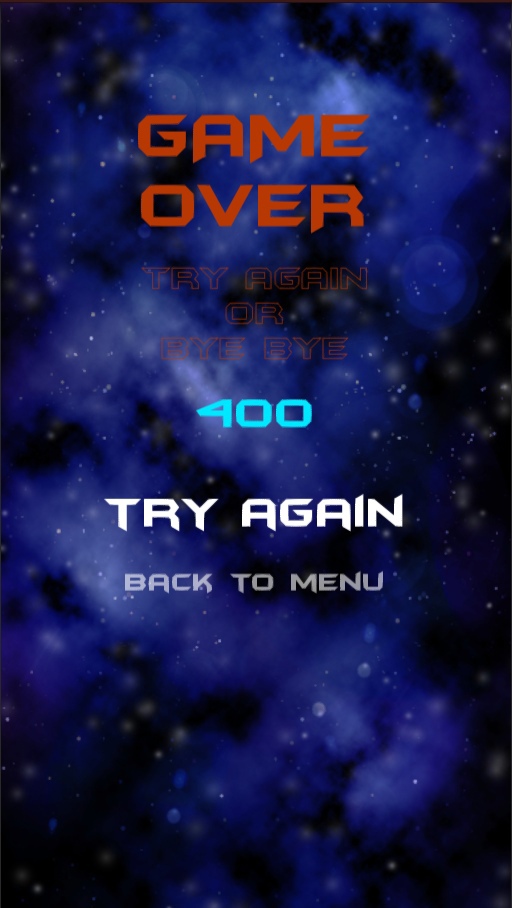 GAME
OVER
TRY AGAIN
OR
BYE BYE
400
TRY AGAIN
BACK TO MENU